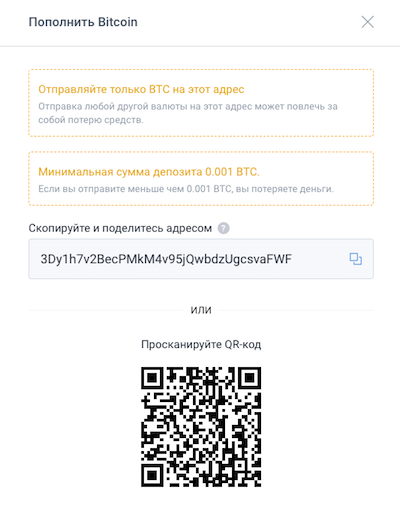 Пополнить Bitcoin
Отправляйте только BTC на этот адрес
Отправка любой другой валюты на этот адрес может повлечь за
собой потерю средств.
Минимальная сумма депозита 0.001 BTC.
Если вы отправите меньше чем 0.001 BTC, вы потеряете деньги.
Скопируйте и поделитесь адресом ?
3Dy1h7v2BecPMkM4v95jQwbdzUgcsvaFWF
ИЛИ
Просканируйте QR-код